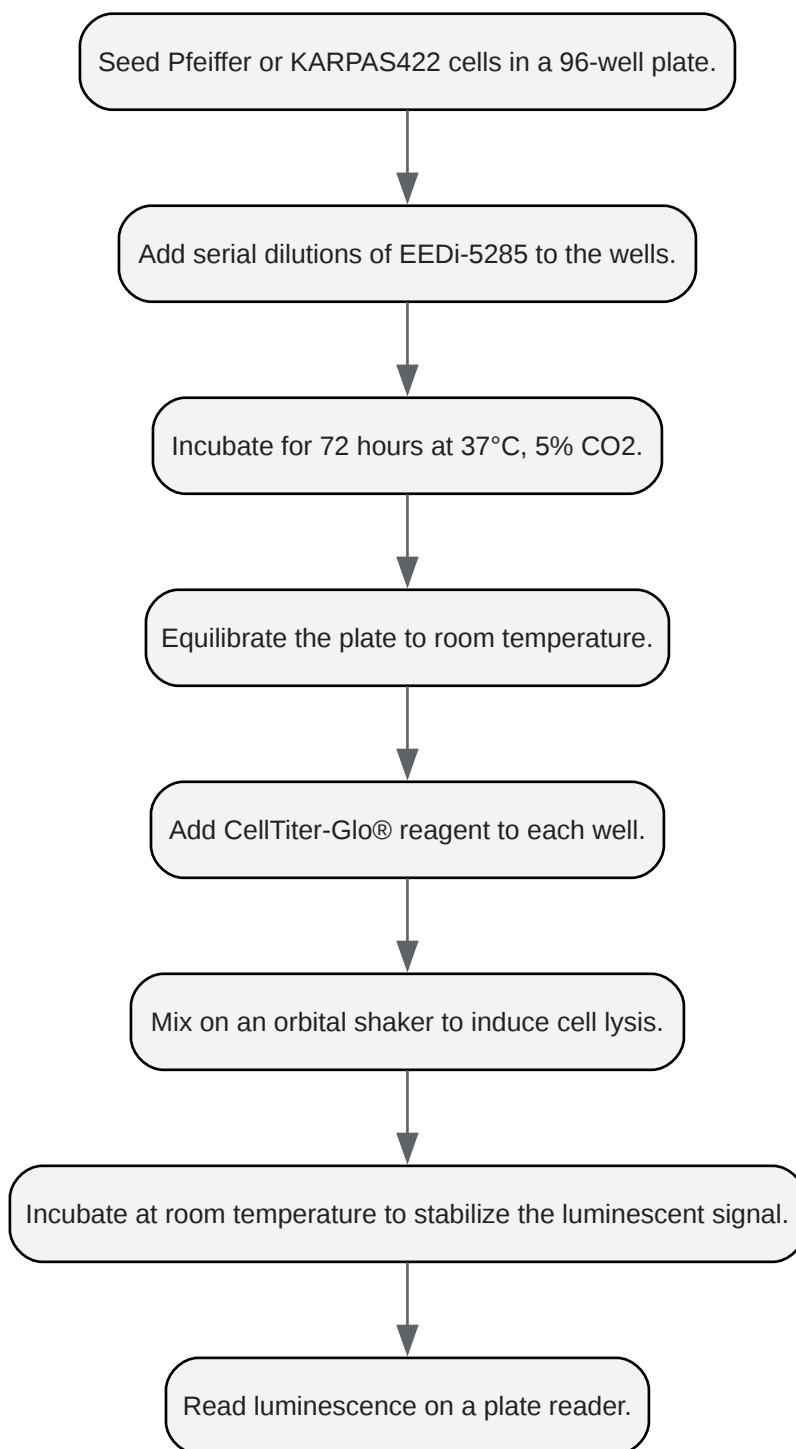 Seed Pfeiffer or KARPAS422 cells in a 96-well plate.
Add serial dilutions of EEDi-5285 to the wells.
Incubate for 72 hours at 37°C, 5% CO2.
Equilibrate the plate to room temperature.
Add CellTiter-Glo® reagent to each well.
Mix on an orbital shaker to induce cell lysis.
Incubate at room temperature to stabilize the luminescent signal.
Read luminescence on a plate reader.